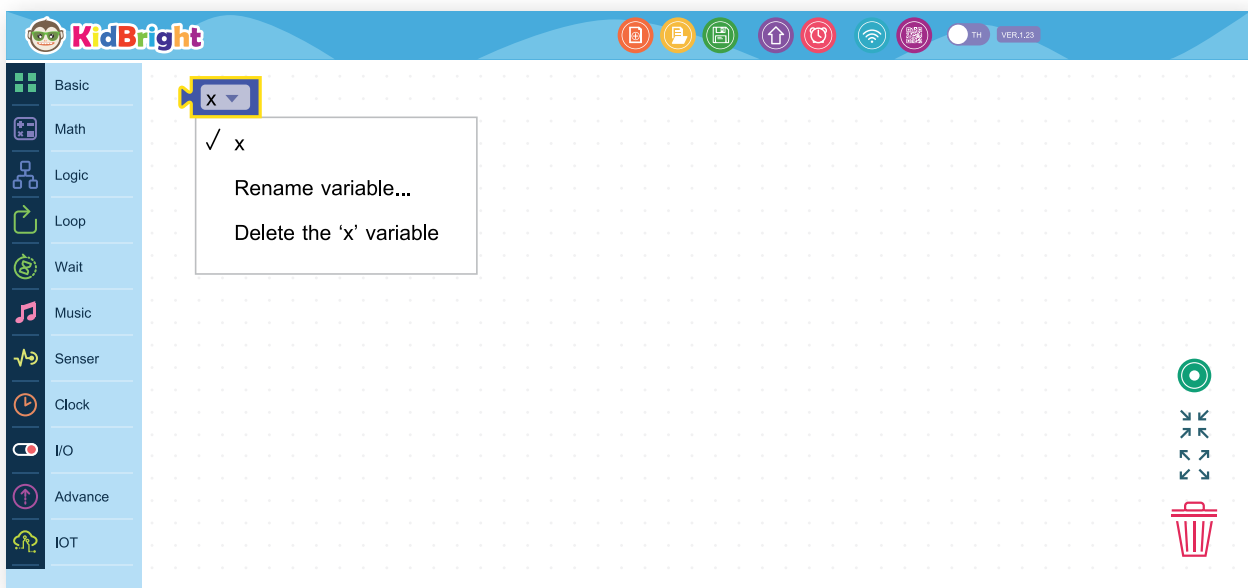 KidBright
TH
VER.1.23
Basic
Math
Logic
Loop
Wait
Music
Senser
Clock
I/O
Advance
IOT
x
√ x
Rename variable...
Delete the ‘x’ variable